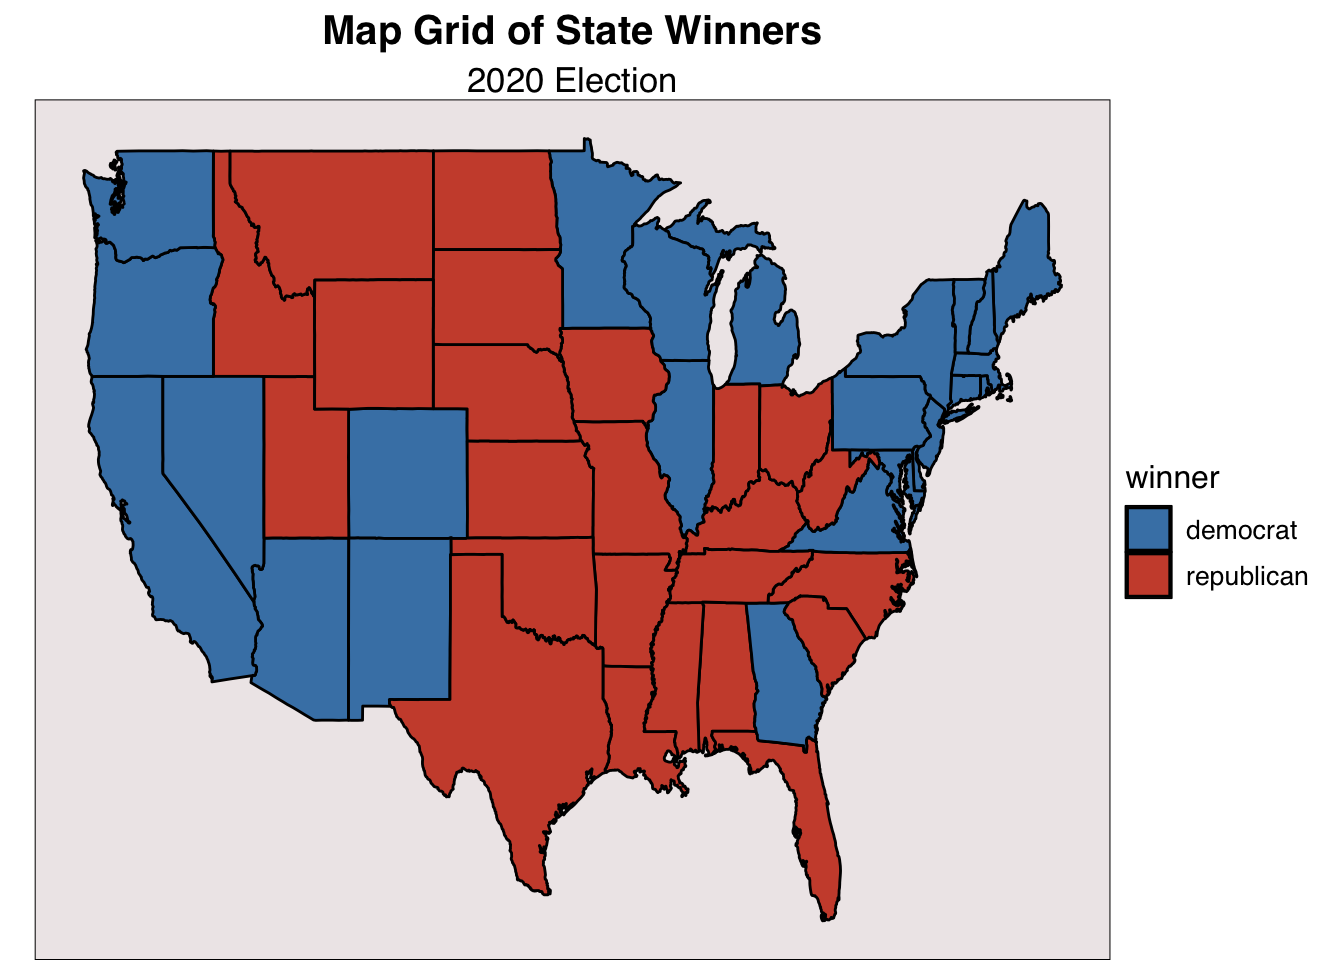 Map Grid of State Winners
2020 Election
winner
democrat
republican